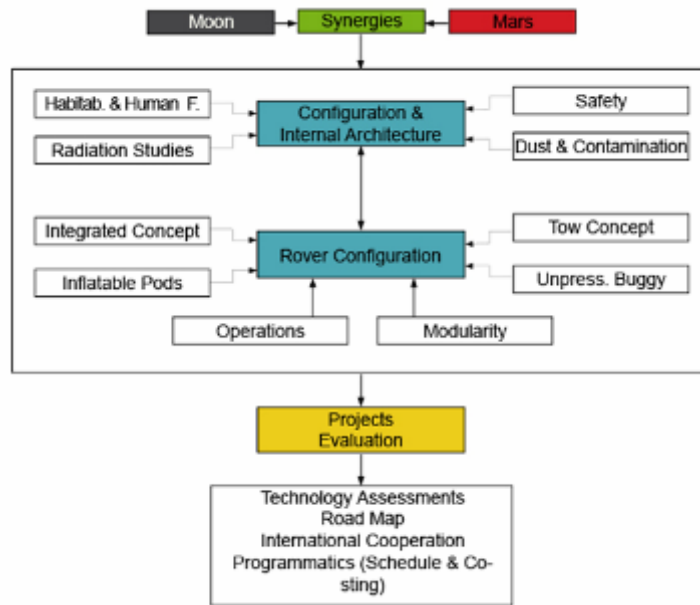 Moon
Synergies
Mars
Habitab. & Human F.
Configuration &
Internal Architecture
Safety
Radiation Studies
Dust & Contamination
Integrated Concept
Rover Configuration
Tow Concept
Inflatable Pods
Unpress. Buggy
Operations
Modularity
Projects
Evaluation
Technology Assessments
Road Map
International Cooperation
Programmatics (Schedule & Co-
sting)